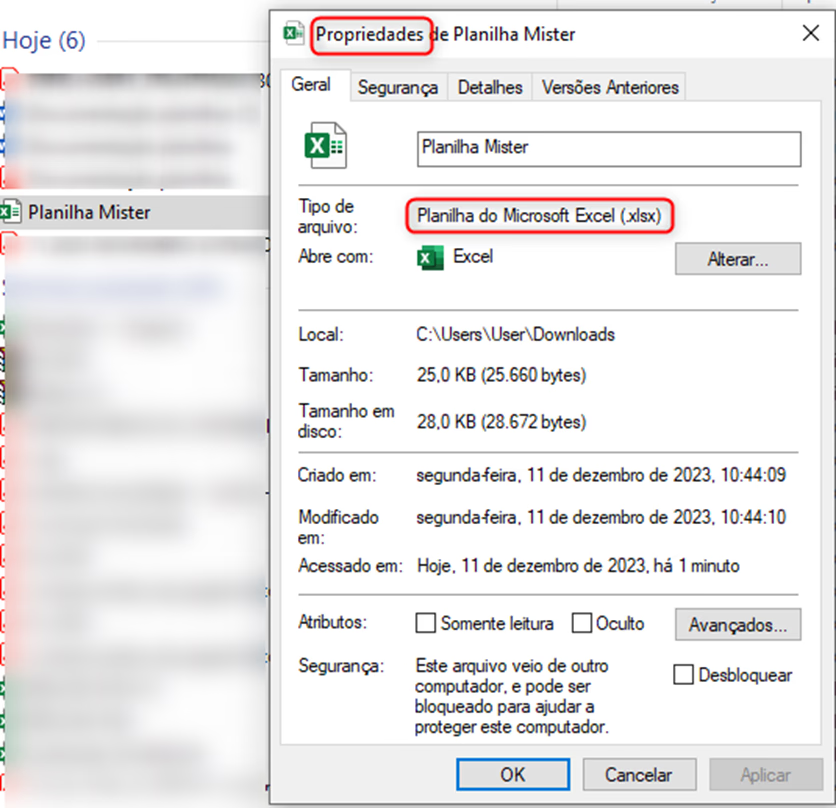 Hoje (6)
Planilha Mister
Propriedades de Planilha Mister
Geral
Segurança
Detalhes
Versões Anteriores
Planilha Mister
Tipo de
arquivo:
Planilha do Microsoft Excel (.xlsx)
Abre com:
Excel
Alterar...
Local:
C:\Users\User\Downloads
Tamanho:
25,0 KB (25.660 bytes)
Tamanho em
disco:
28,0 KB (28.672 bytes)
Criado em:
segunda-feira, 11 de dezembro de 2023, 10:44:09
Modificado
em:
segunda-feira, 11 de dezembro de 2023, 10:44:10
Acessado em:
Hoje, 11 de dezembro de 2023, há 1 minuto
Atributos:
Somente leitura
Oculto
Avançados...
Segurança:
Este arquivo veio de outro
computador, e pode ser
bloqueado para ajudar a
proteger este computador.
Desbloquear
OK
Cancelar
Aplicar